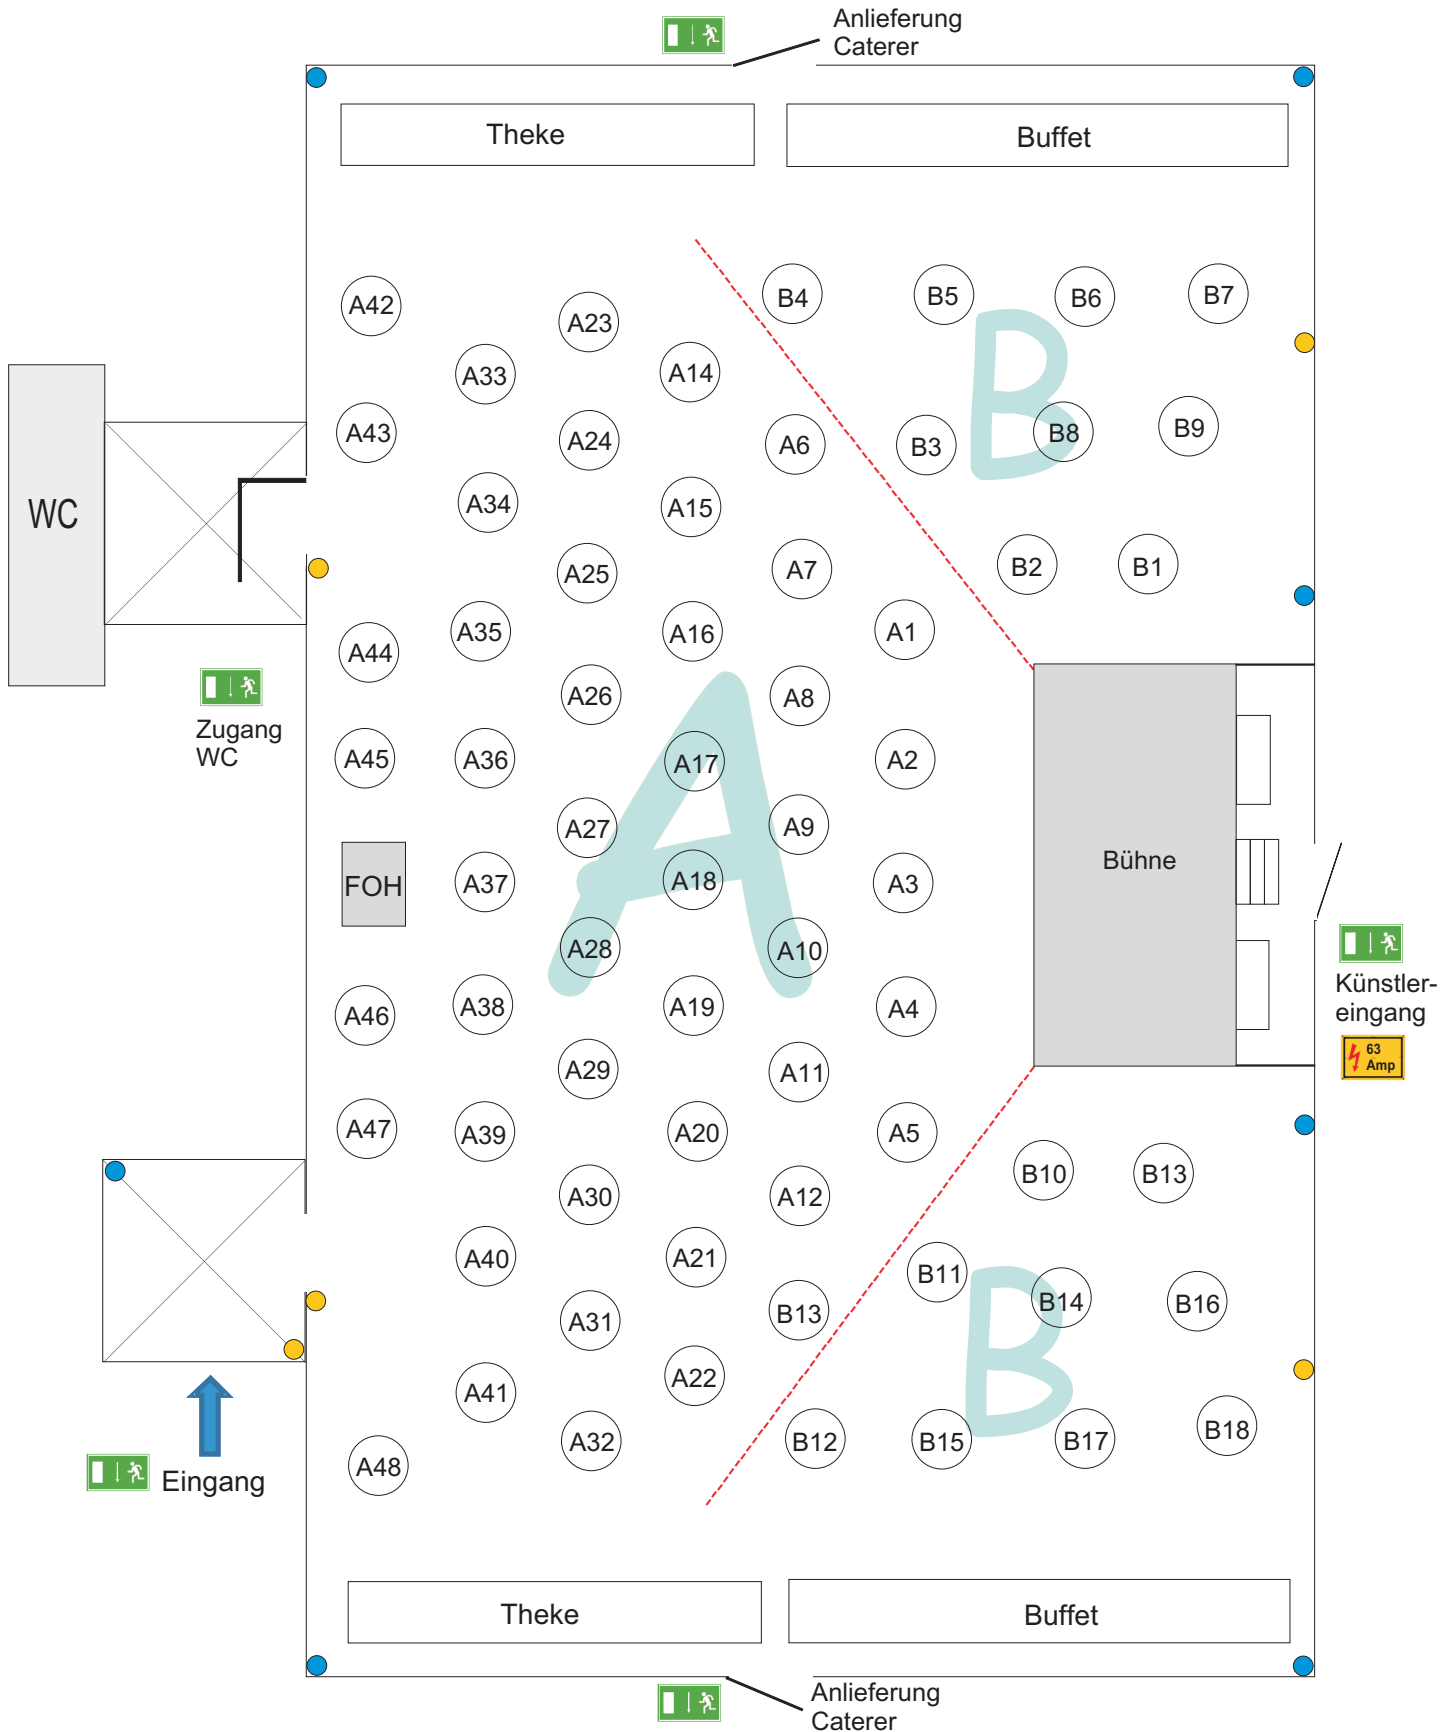 Anlieferung
Caterer
Theke
Buffet
B4
B5
B6
B7
A42
A23
A33
A14
B
A43
A24
A6
B3
B8
B9
WC
A34
A15
A25
A7
B2
B1
A35
A16
A1
A44
A26
A8
Zugang
WC
A45
A36
A17
A2
A
A27
A9
Bühne
FOH
A37
A18
A3
A28
A10
Künstler-
eingang
A46
A38
A19
A4
63
Amp
A29
A11
A47
A39
A20
A5
B10
B13
A30
A12
A40
A21
B11
B14
B16
B
A31
B13
A41
A22
A32
B12
B15
B17
B18
A48
Eingang
Theke
Buffet
Anlieferung
Caterer